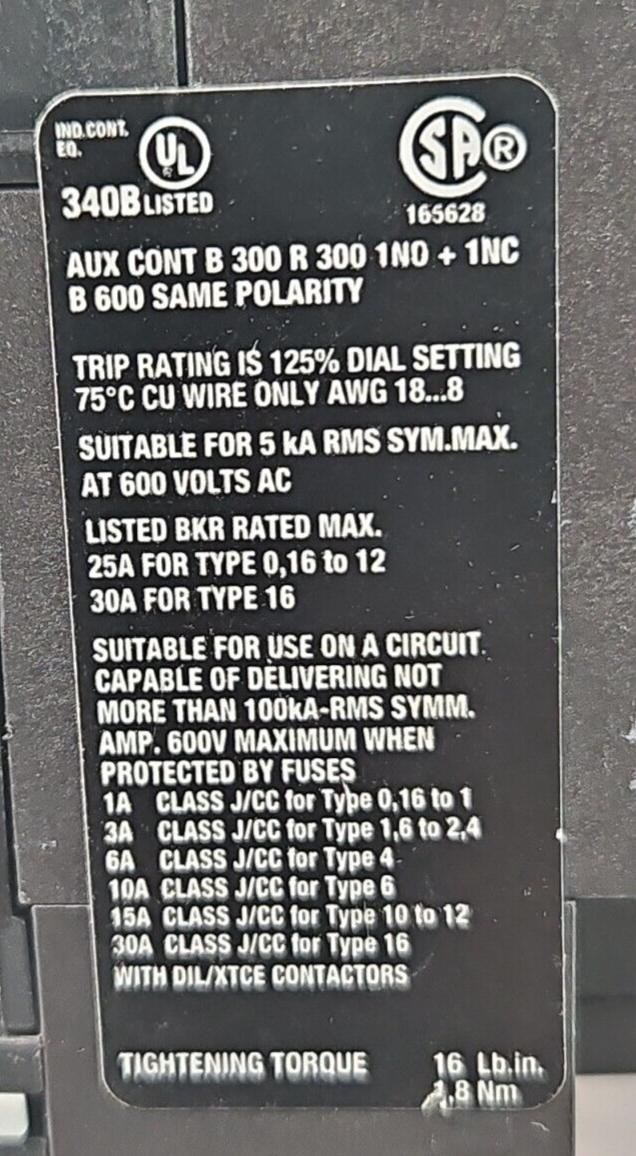 IND.CONT.
EQ.
UL
340B LISTED
SA®
165628
AUX CONT B 300 R 300 1NO + 1NC
B 600 SAME POLARITY
TRIP RATING IS 125% DIAL SETTING
75°C CU WIRE ONLY AWG 18...8
SUITABLE FOR 5 kA RMS SYM.MAX.
AT 600 VOLTS AC
LISTED BKR RATED MAX.
25A FOR TYPE 0,16 to 12
30A FOR TYPE 16
SUITABLE FOR USE ON A CIRCUIT
CAPABLE OF DELIVERING NOT
MORE THAN 100kA-RMS SYMM.
AMP. 600V MAXIMUM WHEN
PROTECTED BY FUSES
1A CLASS J/CC for Type 0,16 to 1
3A CLASS J/CC for Type 1,6 to 2,4
6A CLASS J/CC for Type 4
10A CLASS J/CC for Type 6
15A CLASS J/CC for Type 10 to 12
30A CLASS J/CC for Type 16
WITH DIL/XTCE CONTACTORS
TIGHTENING TORQUE 16 Lb.in.
1,8 Nm